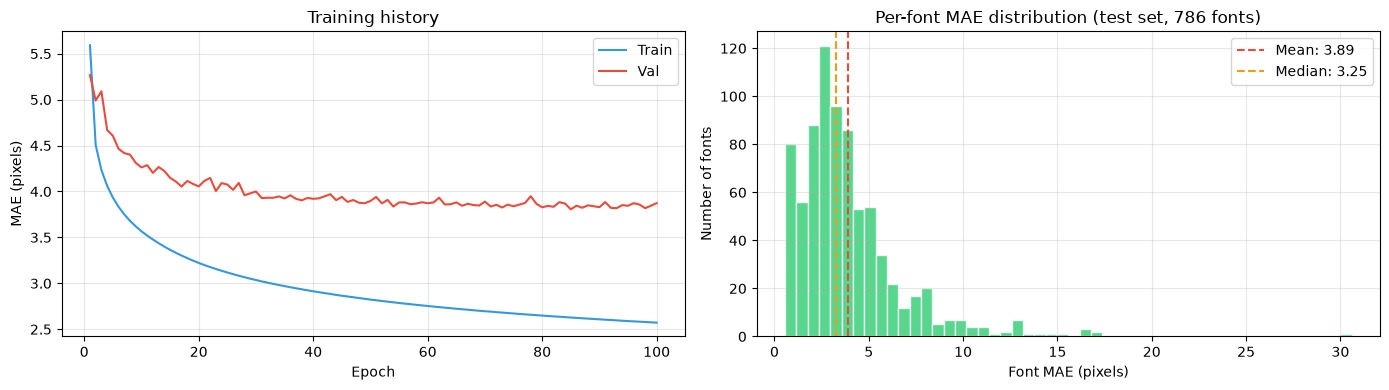 Training history
MAE (pixels)
5.5
5.0
4.5
4.0
3.5
3.0
2.5
0
20
40
60
80
100
Epoch
Train
Val
Per-font MAE distribution (test set, 786 fonts)
Number of fonts
120
100
80
60
40
20
0
0
5
10
15
20
25
30
Font MAE (pixels)
Mean: 3.89
Median: 3.25